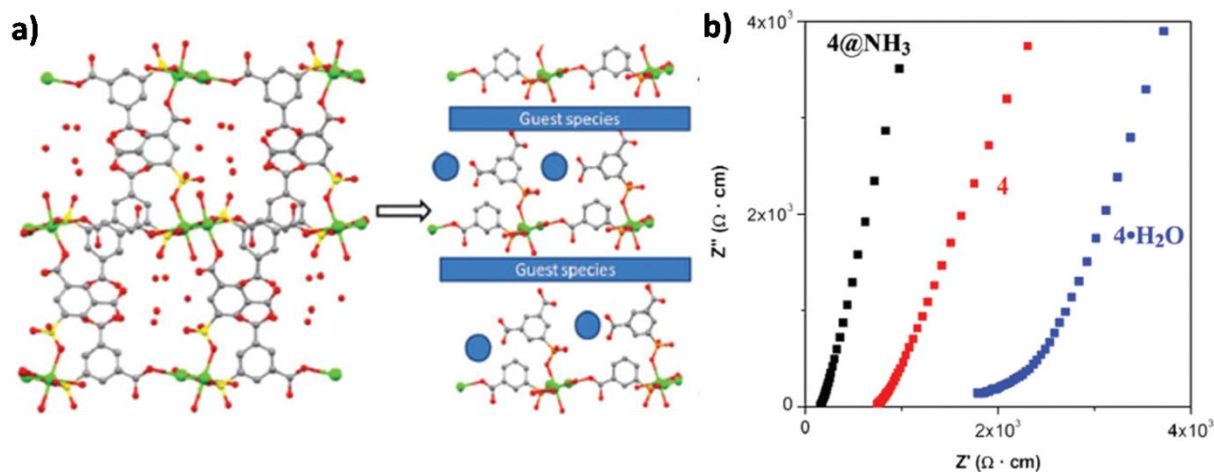 a)
Guest species
Guest species
b)
4@NH₃
4
4•H₂O
Z'' (Ω · cm)
4x10³
2x10³
0
0
2x10³
4x10³
Z' (Ω · cm)